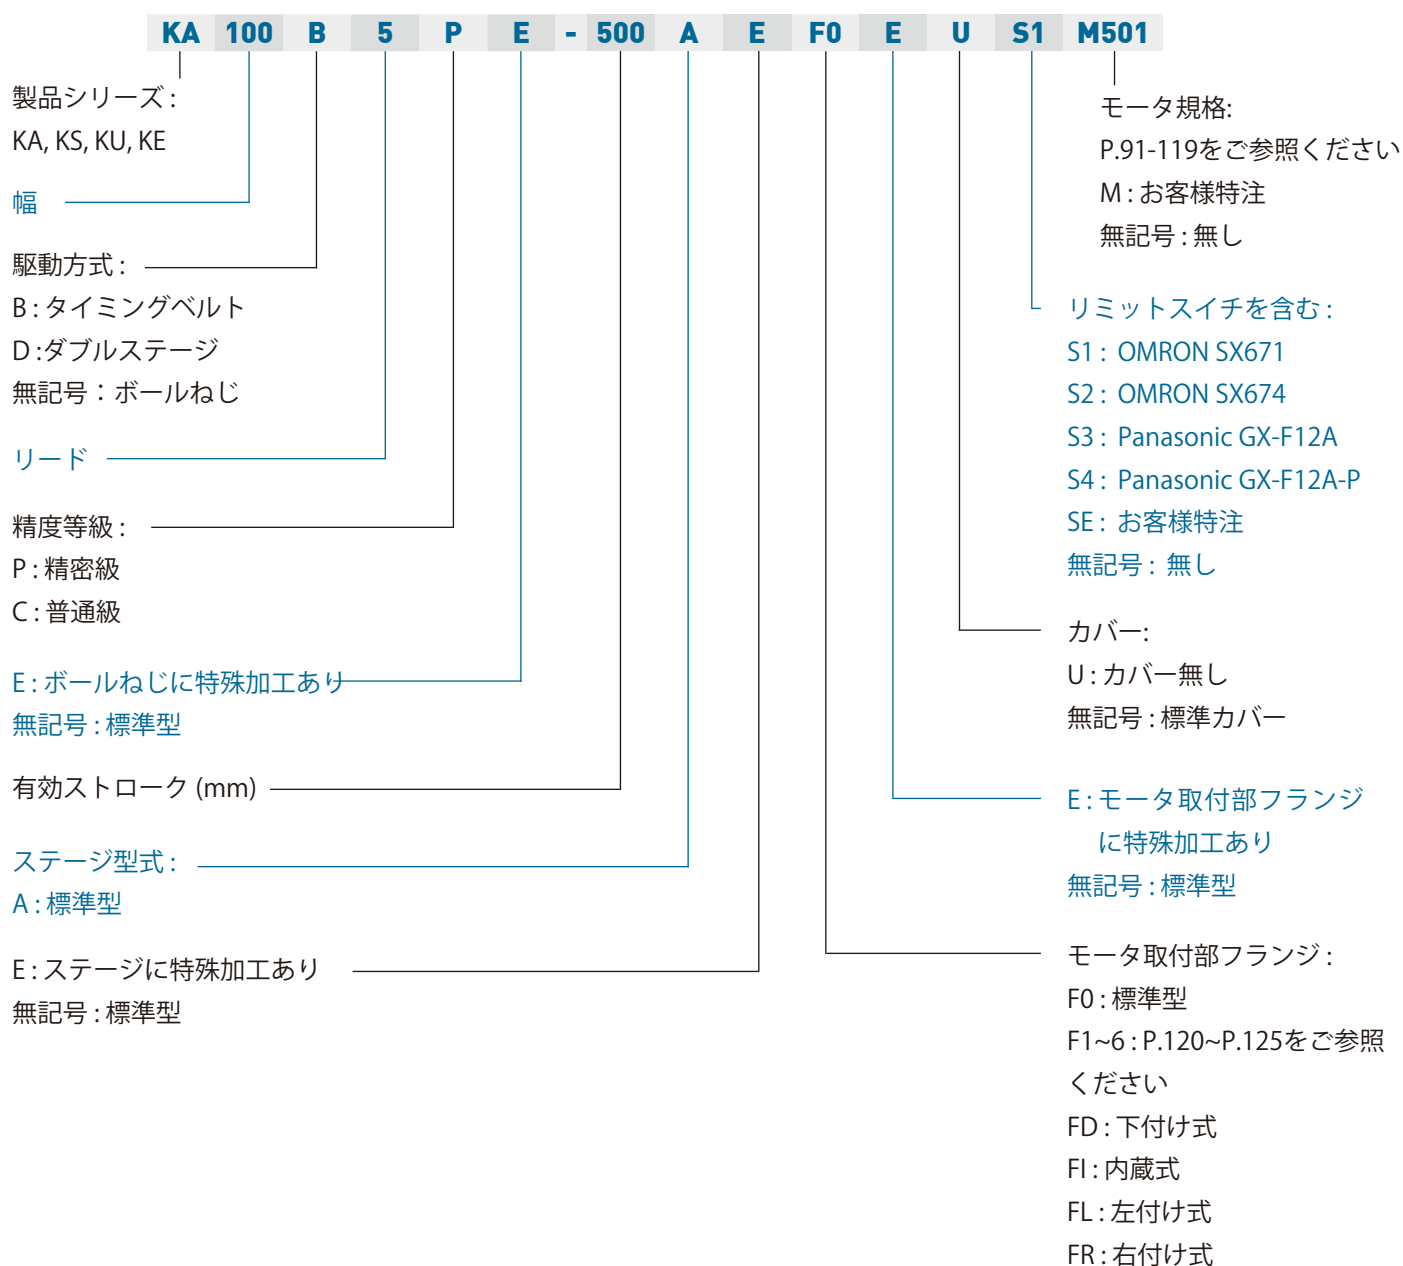 KA 100 B 5 P E - 500 A E F0 E U S1 M501
製品シリーズ :
KA, KS, KU, KE
幅
駆動方式 :
B : タイミングベルト
D :ダブルステージ
無記号：ボールねじ
リード
精度等級 :
P : 精密級
C : 普通級
E : ボールねじに特殊加工あり
無記号 : 標準型
有効ストローク (mm)
ステージ型式 :
A : 標準型
E : ステージに特殊加工あり
無記号 : 標準型
モータ規格:
P.91-119をご参照ください
M : お客様特注
無記号 : 無し
リミットスイチを含む :
S1 : OMRON SX671
S2 : OMRON SX674
S3 : Panasonic GX-F12A
S4 : Panasonic GX-F12A-P
SE : お客様特注
無記号 : 無し
カバー:
U : カバー無し
無記号 : 標準カバー
E : モータ取付部フランジ
に特殊加工あり
無記号 : 標準型
モータ取付部フランジ :
F0 : 標準型
F1~6 : P.120~P.125をご参照
ください
FD : 下付け式
FI : 内蔵式
FL : 左付け式
FR : 右付け式